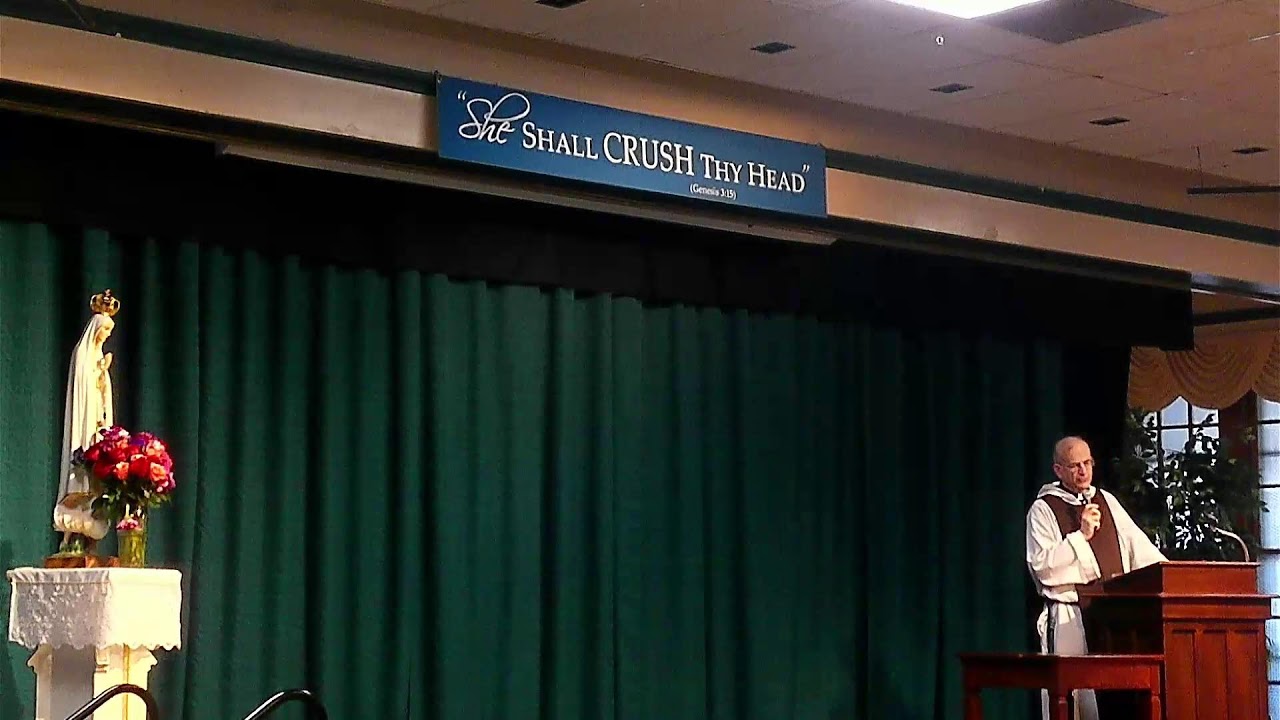 "She SHALL CRUSH THY HEAD"
(Genesis 3:15)